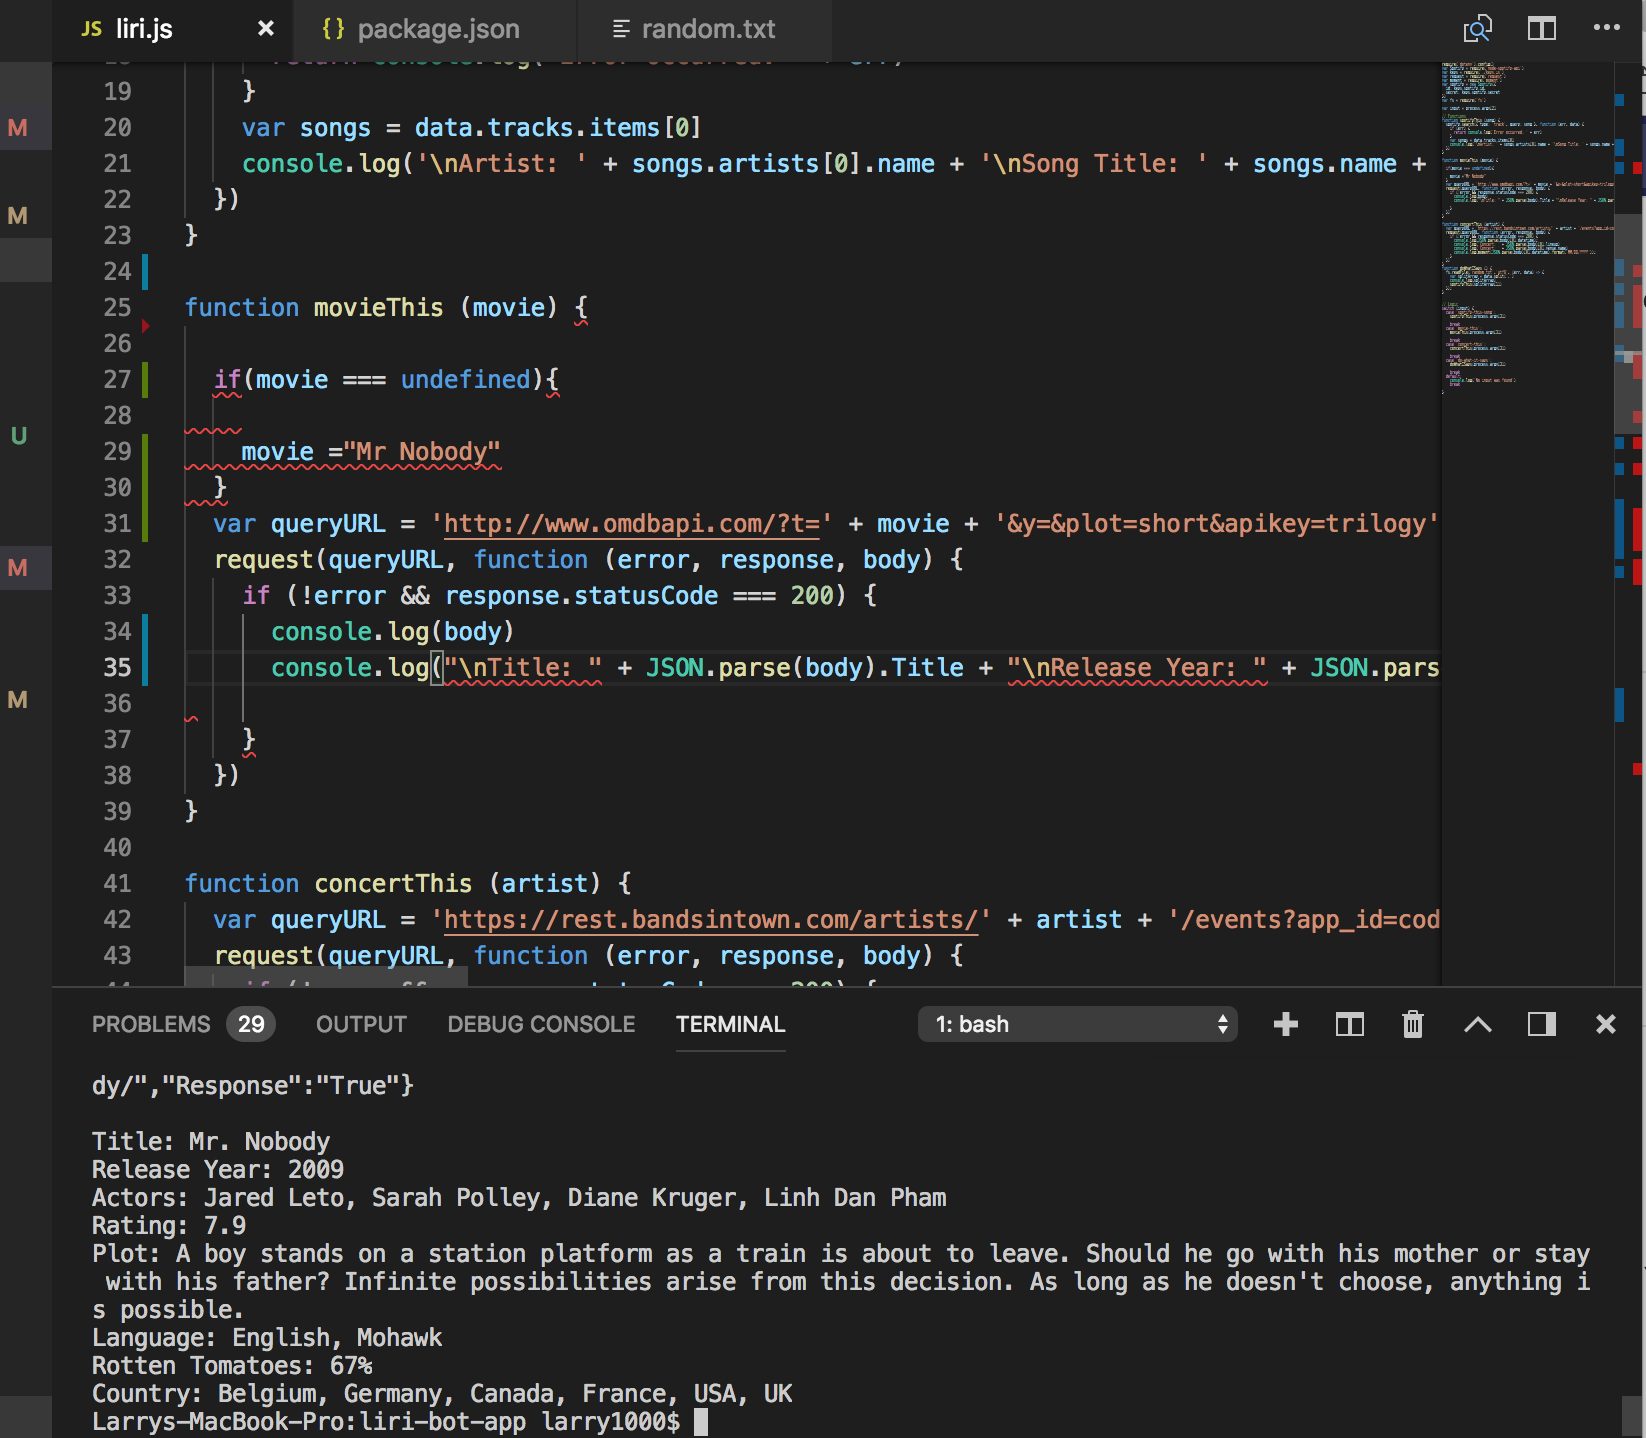 JS liri.js × {} package.json random.txt
19 }
20 var songs = data.tracks.items[0]
21 console.log('\nArtist: ' + songs.artists[0].name + '\nSong Title: ' + songs.name +
22 })
23 }
24
25 function movieThis (movie) {
26
27 if(movie === undefined){
28
29 movie ="Mr Nobody"
30 }
31 var queryURL = 'http://www.omdbapi.com/?t=' + movie + '&y=&plot=short&apikey=trilogy'
32 request(queryURL, function (error, response, body) {
33 if (!error && response.statusCode === 200) {
34 console.log(body)
35 console.log("\nTitle: " + JSON.parse(body).Title + "\nRelease Year: " + JSON.pars
36
37 }
38 })
39 }
40
41 function concertThis (artist) {
42 var queryURL = 'https://rest.bandsintown.com/artists/' + artist + '/events?app_id=cod
43 request(queryURL, function (error, response, body) {
M
M
U
M
M
PROBLEMS 29 OUTPUT DEBUG CONSOLE TERMINAL 1: bash
dy/","Response":"True"}
Title: Mr. Nobody
Release Year: 2009
Actors: Jared Leto, Sarah Polley, Diane Kruger, Linh Dan Pham
Rating: 7.9
Plot: A boy stands on a station platform as a train is about to leave. Should he go with his mother or stay
with his father? Infinite possibilities arise from this decision. As long as he doesn't choose, anything i
s possible.
Language: English, Mohawk
Rotten Tomatoes: 67%
Country: Belgium, Germany, Canada, France, USA, UK
Larrys-MacBook-Pro:liri-bot-app larry1000$